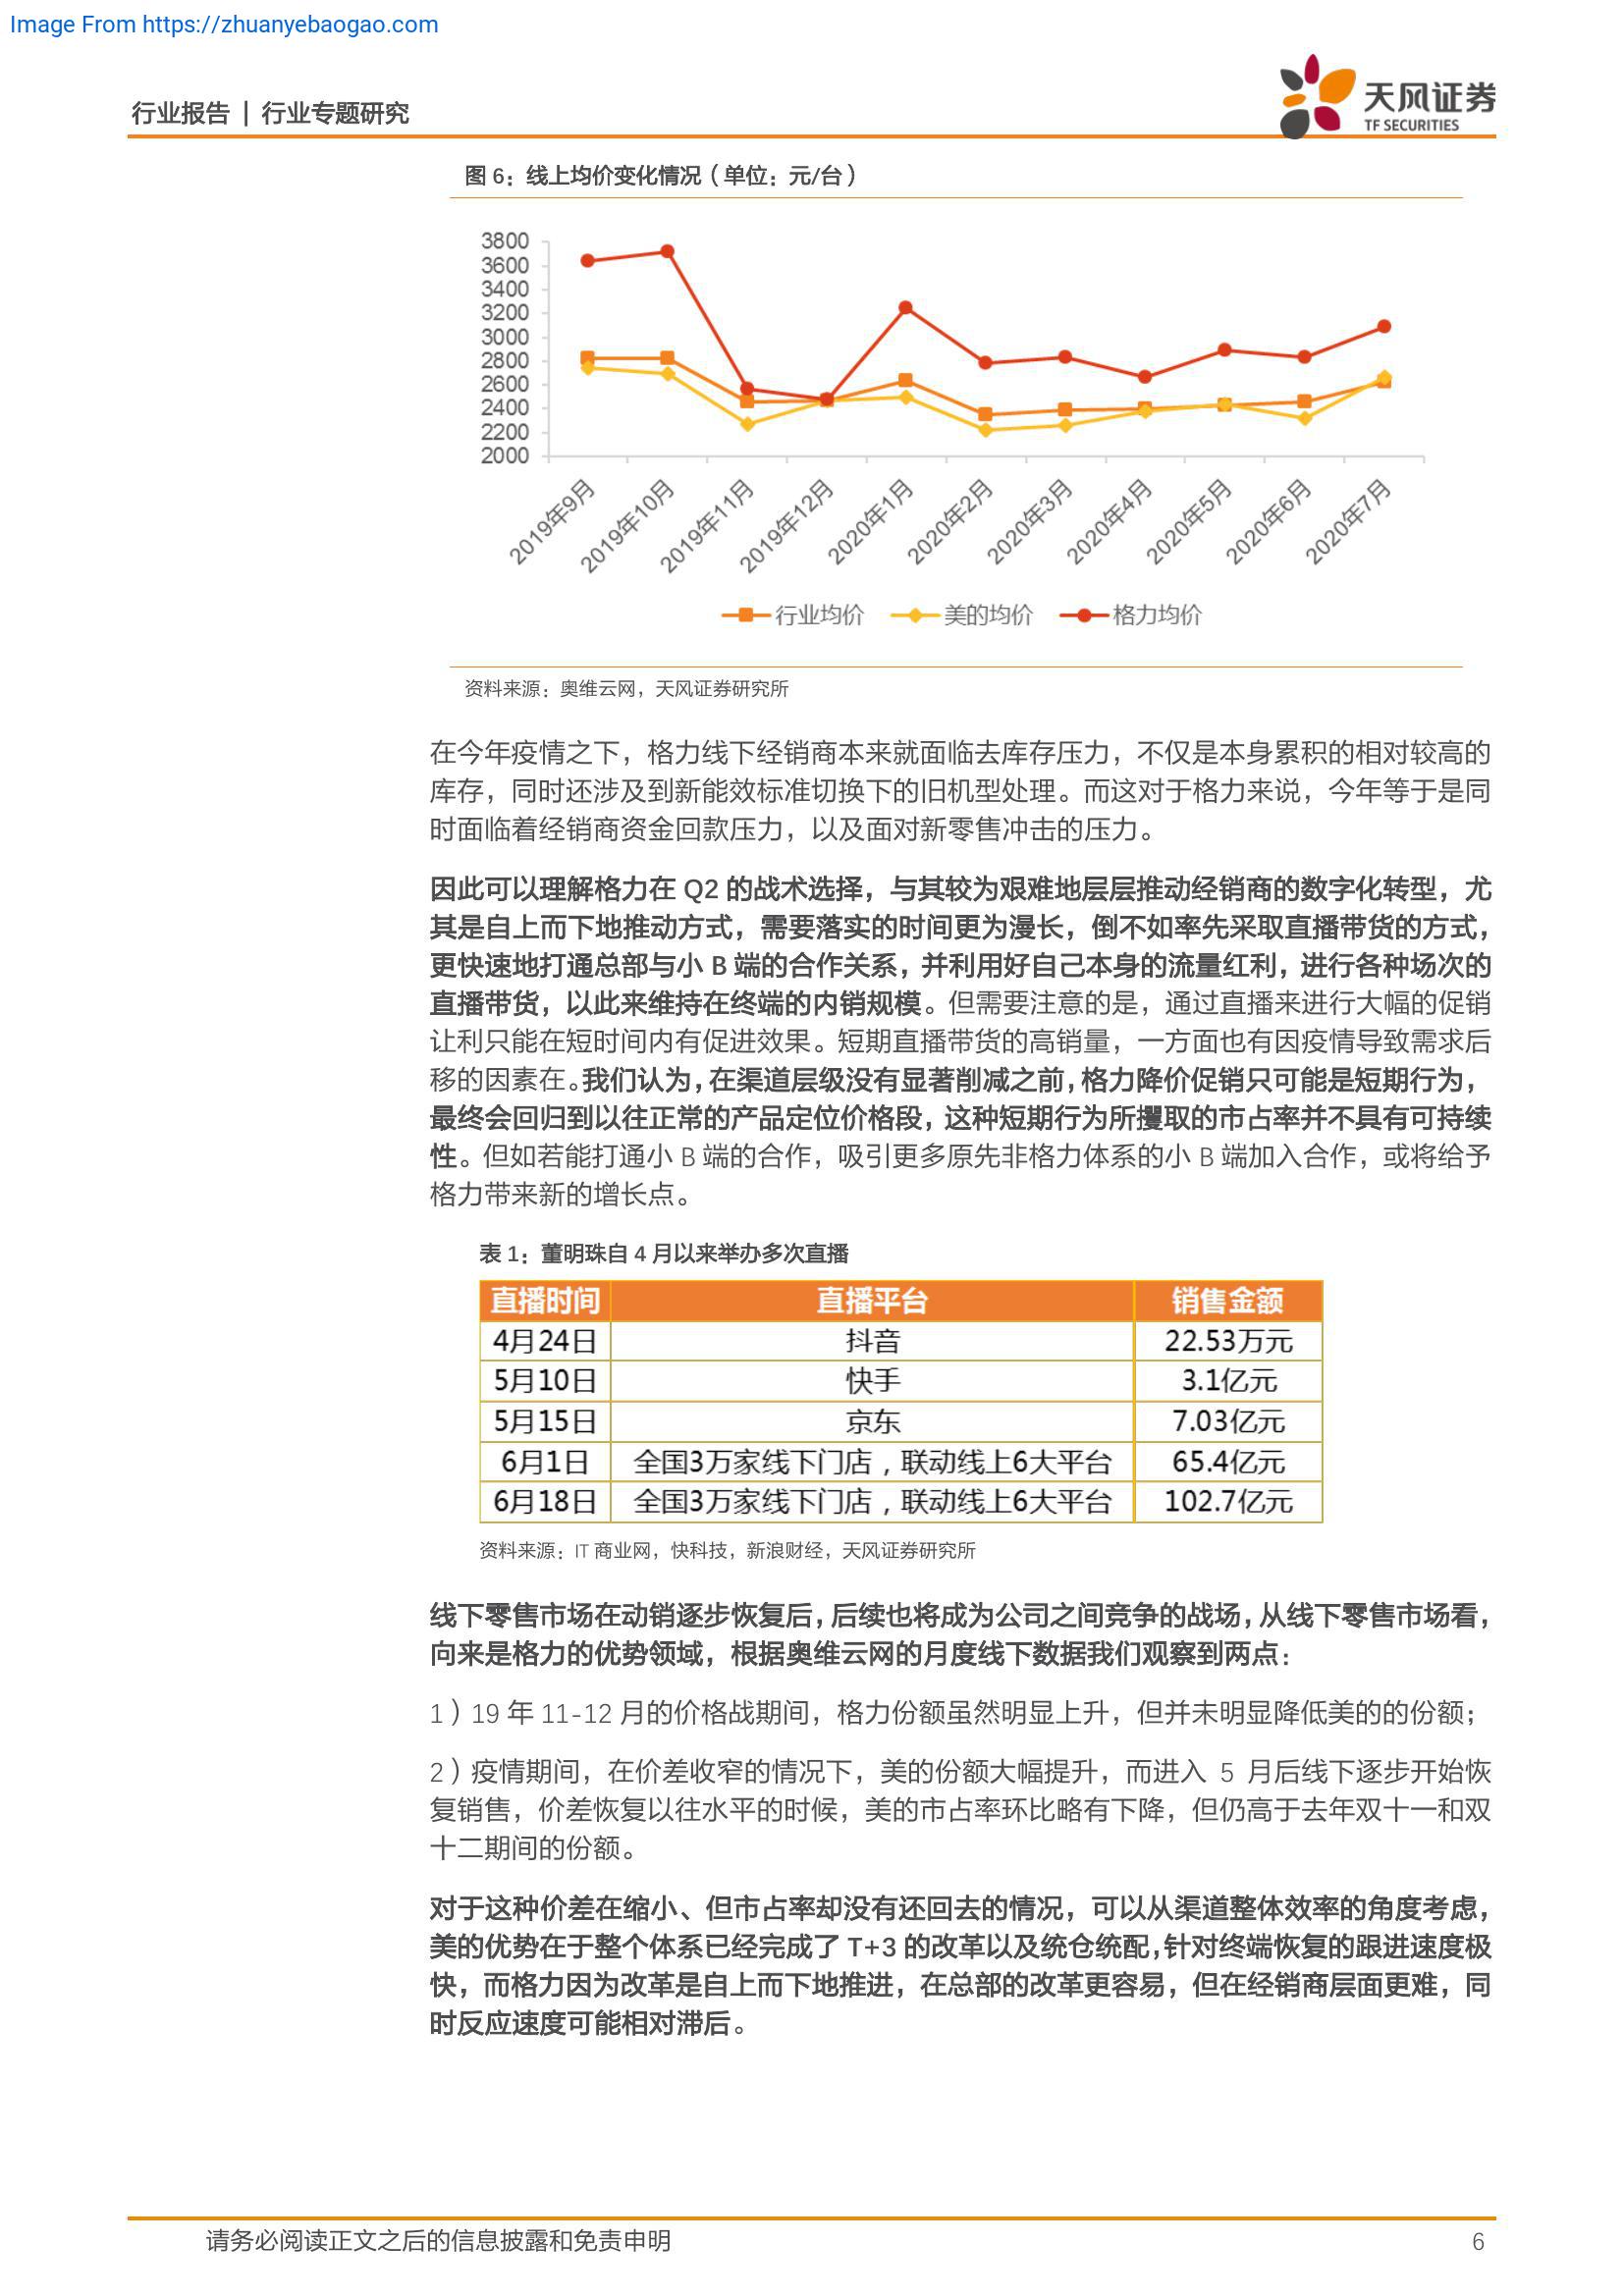 Image From https://zhuanyebaogao.com
行业报告 | 行业专题研究
天风证券
TF SECURITIES
图 6：线上均价变化情况（单位：元/台）
3800
3600
3400
3200
3000
2800
2600
2400
2200
2000
2019年9月
2019年10月
2019年11月
2019年12月
2020年1月
2020年2月
2020年3月
2020年4月
2020年5月
2020年6月
2020年7月
行业均价 美的均价 格力均价
资料来源：奥维云网，天风证券研究所
在今年疫情之下，格力线下经销商本来就面临去库存压力，不仅是本身累积的相对较高的
库存，同时还涉及到新能效标准切换下的旧机型处理。而这对于格力来说，今年等于是同
时面临着经销商资金回款压力，以及面对新零售冲击的压力。
因此可以理解格力在 Q2 的战术选择，与其较为艰难地层层推动经销商的数字化转型，尤
其是自上而下地推动方式，需要落实的时间更为漫长，倒不如率先采取直播带货的方式，
更快速地打通总部与小 B 端的合作关系，并利用好自己本身的流量红利，进行各种场次的
直播带货，以此来维持在终端的内销规模。但需要注意的是，通过直播来进行大幅的促销
让利只能在短时间内有促进效果。短期直播带货的高销量，一方面也有因疫情导致需求后
移的因素在。我们认为，在渠道层级没有显著削减之前，格力降价促销只可能是短期行为，
最终会回归到以往正常的产品定位价格段，这种短期行为所攫取的市占率并不具有可持续
性。但如若能打通小 B 端的合作，吸引更多原先非格力体系的小 B 端加入合作，或将给予
格力带来新的增长点。
表 1：董明珠自 4 月以来举办多次直播
直播时间 直播平台 销售金额
4月24日 抖音 22.53万元
5月10日 快手 3.1亿元
5月15日 京东 7.03亿元
6月1日 全国3万家线下门店，联动线上6大平台 65.4亿元
6月18日 全国3万家线下门店，联动线上6大平台 102.7亿元
资料来源：IT 商业网，快科技，新浪财经，天风证券研究所
线下零售市场在动销逐步恢复后，后续也将成为公司之间竞争的战场，从线下零售市场看，
向来是格力的优势领域，根据奥维云网的月度线下数据我们观察到两点：
1）19 年 11-12 月的价格战期间，格力份额虽然明显上升，但并未明显降低美的的份额；
2）疫情期间，在价差收窄的情况下，美的份额大幅提升，而进入 5 月后线下逐步开始恢
复销售，价差恢复以往水平的时候，美的市占率环比略有下降，但仍高于去年双十一和双
十二期间的份额。
对于这种价差在缩小、但市占率却没有还回去的情况，可以从渠道整体效率的角度考虑，
美的优势在于整个体系已经完成了 T+3 的改革以及统仓统配，针对终端恢复的跟进速度极
快，而格力因为改革是自上而下地推进，在总部的改革更容易，但在经销商层面更难，同
时反应速度可能相对滞后。
请务必阅读正文之后的信息披露和免责申明 6